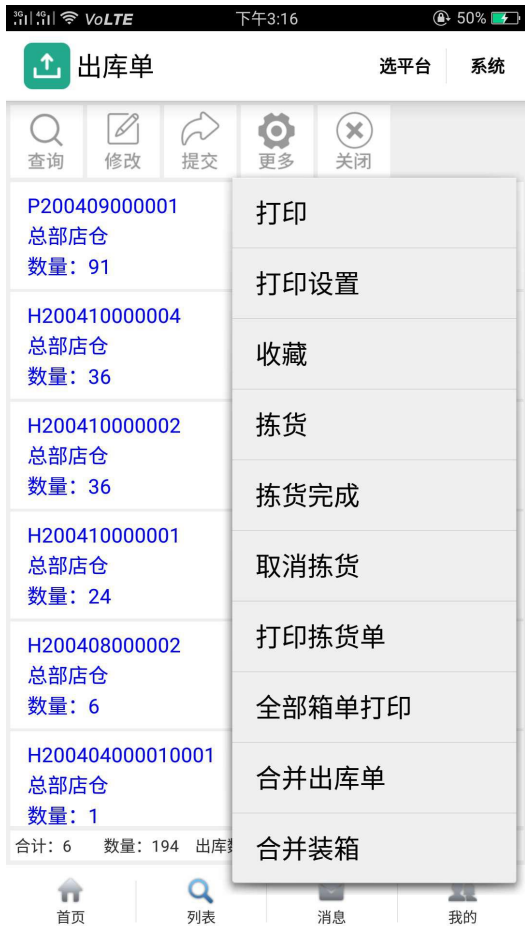 3G 4G VoLTE 下午3:16 50%
出库单 选平台 系统
查询 修改 提交 更多 关闭
P200409000001
总部店仓
数量：91
H200410000004
总部店仓
数量：36
H200410000002
总部店仓
数量：36
H200410000001
总部店仓
数量：24
H200408000002
总部店仓
数量：6
H200404000010001
总部店仓
数量：1
打印
打印设置
收藏
拣货
拣货完成
取消拣货
打印拣货单
全部箱单打印
合并出库单
合并装箱
合计：6 数量：194 出库
首页 列表 消息 我的